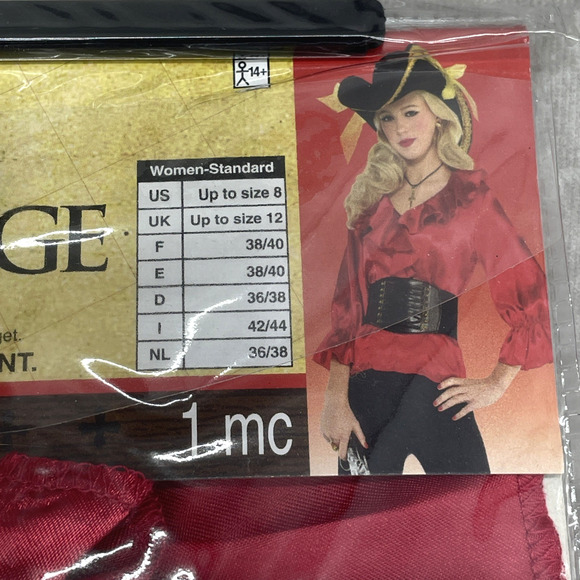 14+
Women-Standard
US Up to size 8
UK Up to size 12
F 38/40
E 38/40
D 36/38
I 42/44
NL 36/38
GE
get.
NT.
1 mc